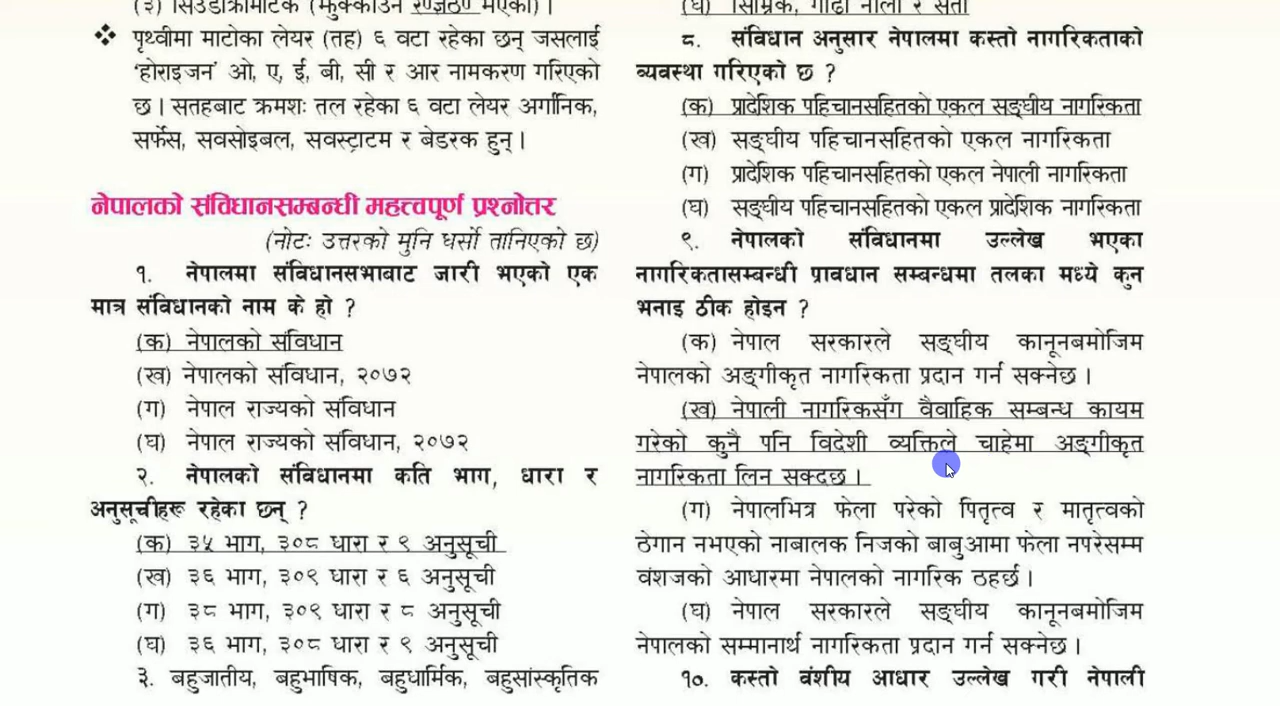 (३) सिउडोक्रोमेटिक (झुक्काउने रङ्गहरू भएको)।
❖ पृथ्वीमा माटोका लेयर (तह) ६ वटा रहेका छन् जसलाई
‘होराइजन’ ओ, ए, ई, बी, सी र आर नामकरण गरिएको
छ। सतहबाट क्रमशः तल रहेका ६ वटा लेयर अर्गानिक,
सर्फेस, सवसोइबल, सवस्ट्राटम र बेडरक हुन्।
नेपालको संविधानसम्बन्धी महत्त्वपूर्ण प्रश्नोत्तर
(नोटः उत्तरको मुनि धर्सो तानिएको छ)
१. नेपालमा संविधानसभाबाट जारी भएको एक
मात्र संविधानको नाम के हो ?
(क) नेपालको संविधान
(ख) नेपालको संविधान, २०७२
(ग) नेपाल राज्यको संविधान
(घ) नेपाल राज्यको संविधान, २०७२
२. नेपालको संविधानमा कति भाग, धारा र
अनुसूचीहरू रहेका छन् ?
(क) ३५ भाग, ३०८ धारा र ९ अनुसूची
(ख) ३६ भाग, ३०९ धारा र ६ अनुसूची
(ग) ३८ भाग, ३०९ धारा र ८ अनुसूची
(घ) ३६ भाग, ३०८ धारा र ९ अनुसूची
३. बहुजातीय, बहुभाषिक, बहुधार्मिक, बहुसांस्कृतिक
(घ) सिम्रिक, गाढा नीलो र सेतो
८. संविधान अनुसार नेपालमा कस्तो नागरिकताको
व्यवस्था गरिएको छ ?
(क) प्रादेशिक पहिचानसहितको एकल सङ्घीय नागरिकता
(ख) सङ्घीय पहिचानसहितको एकल नागरिकता
(ग) प्रादेशिक पहिचानसहितको एकल नेपाली नागरिकता
(घ) सङ्घीय पहिचानसहितको एकल प्रादेशिक नागरिकता
९. नेपालको संविधानमा उल्लेख भएका
नागरिकतासम्बन्धी प्रावधान सम्बन्धमा तलका मध्ये कुन
भनाइ ठीक होइन ?
(क) नेपाल सरकारले सङ्घीय कानूनबमोजिम
नेपालको अङ्गीकृत नागरिकता प्रदान गर्न सक्नेछ।
(ख) नेपाली नागरिकसँग वैवाहिक सम्बन्ध कायम
गरेको कुनै पनि विदेशी व्यक्तिले चाहेमा अङ्गीकृत
नागरिकता लिन सक्दछ।
(ग) नेपालभित्र फेला परेको पितृत्व र मातृत्वको
ठेगान नभएको नाबालक निजको बाबुआमा फेला नपरेसम्म
वंशजको आधारमा नेपालको नागरिक ठहर्छ।
(घ) नेपाल सरकारले सङ्घीय कानूनबमोजिम
नेपालको सम्मानार्थ नागरिकता प्रदान गर्न सक्नेछ।
१०. कस्तो वंशीय आधार उल्लेख गरी नेपाली